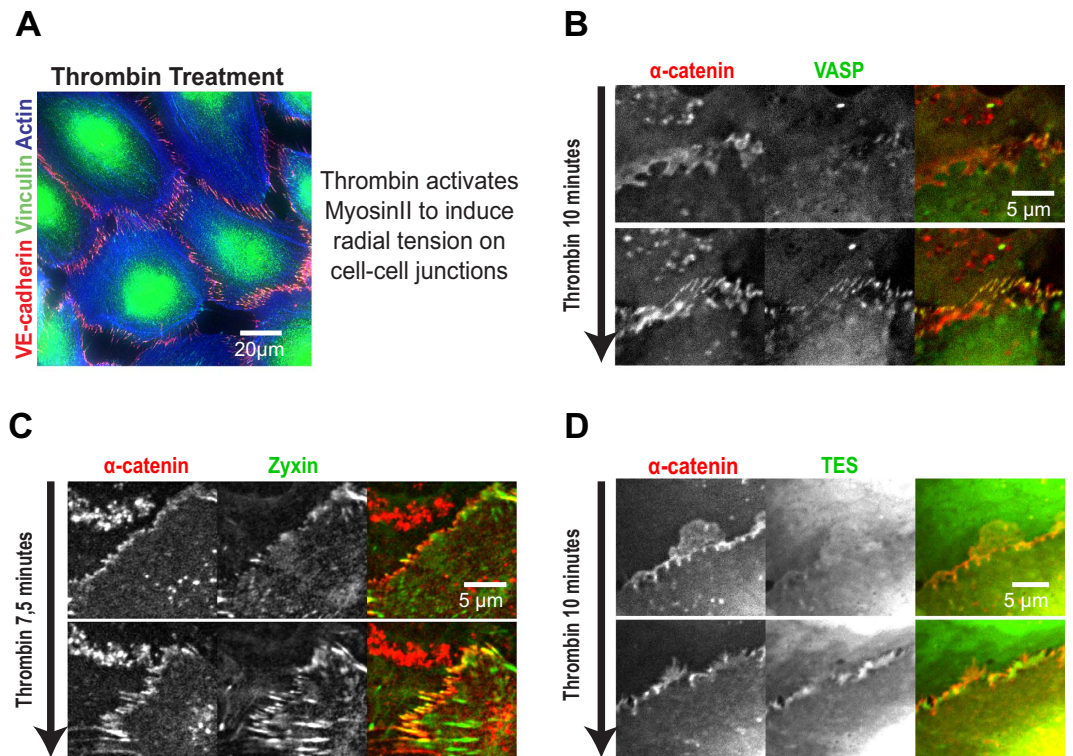 A
Thrombin Treatment
VE-cadherin Vinculin Actin
20µm
Thrombin activates
MyosinII to induce
radial tension on
cell-cell junctions
B
α-catenin VASP
Thrombin 10 minutes
5 µm
C
α-catenin Zyxin
Thrombin 7,5 minutes
5 µm
D
α-catenin TES
Thrombin 10 minutes
5 µm